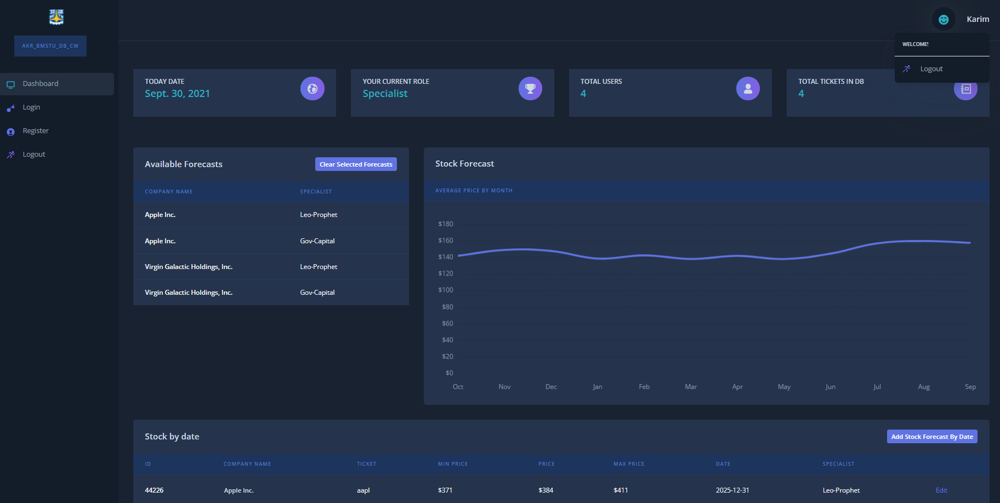 AKR_BMSTU_DB_CW
Dashboard
Login
Register
Logout
Karim
WELCOME!
Logout
TODAY DATE
Sept. 30, 2021
YOUR CURRENT ROLE
Specialist
TOTAL USERS
4
TOTAL TICKETS IN DB
4
Available Forecasts
Clear Selected Forecasts
COMPANY NAME SPECIALIST
Apple Inc. Leo-Prophet
Apple Inc. Gov-Capital
Virgin Galactic Holdings, Inc. Leo-Prophet
Virgin Galactic Holdings, Inc. Gov-Capital
Stock Forecast
AVERAGE PRICE BY MONTH
$180
$160
$140
$120
$100
$80
$60
$40
$20
$0
Oct Nov Dec Jan Feb Mar Apr May Jun Jul Aug Sep
Stock by date
Add Stock Forecast By Date
ID COMPANY NAME TICKET MIN PRICE PRICE MAX PRICE DATE SPECIALIST
44226 Apple Inc. aapl $371 $384 $411 2025-12-31 Leo-Prophet Edit